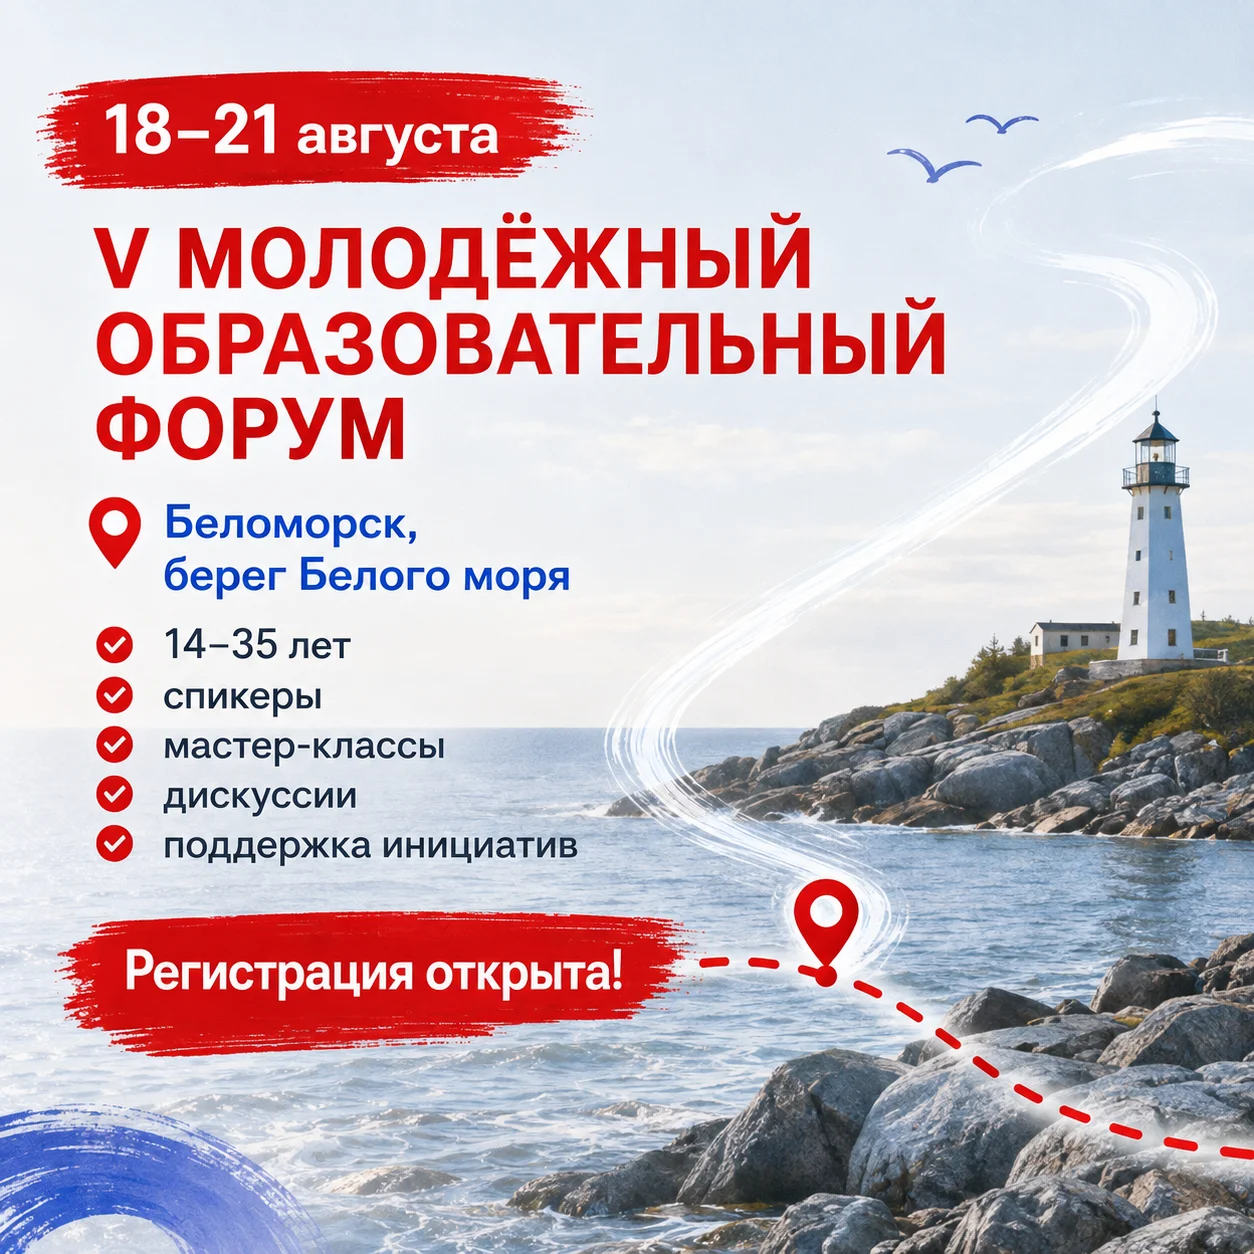 18–21 августа
V МОЛОДЁЖНЫЙ
ОБРАЗОВАТЕЛЬНЫЙ
ФОРУМ
Беломорск,
берег Белого моря
14–35 лет
спикеры
мастер-классы
дискуссии
поддержка инициатив
Регистрация открыта!